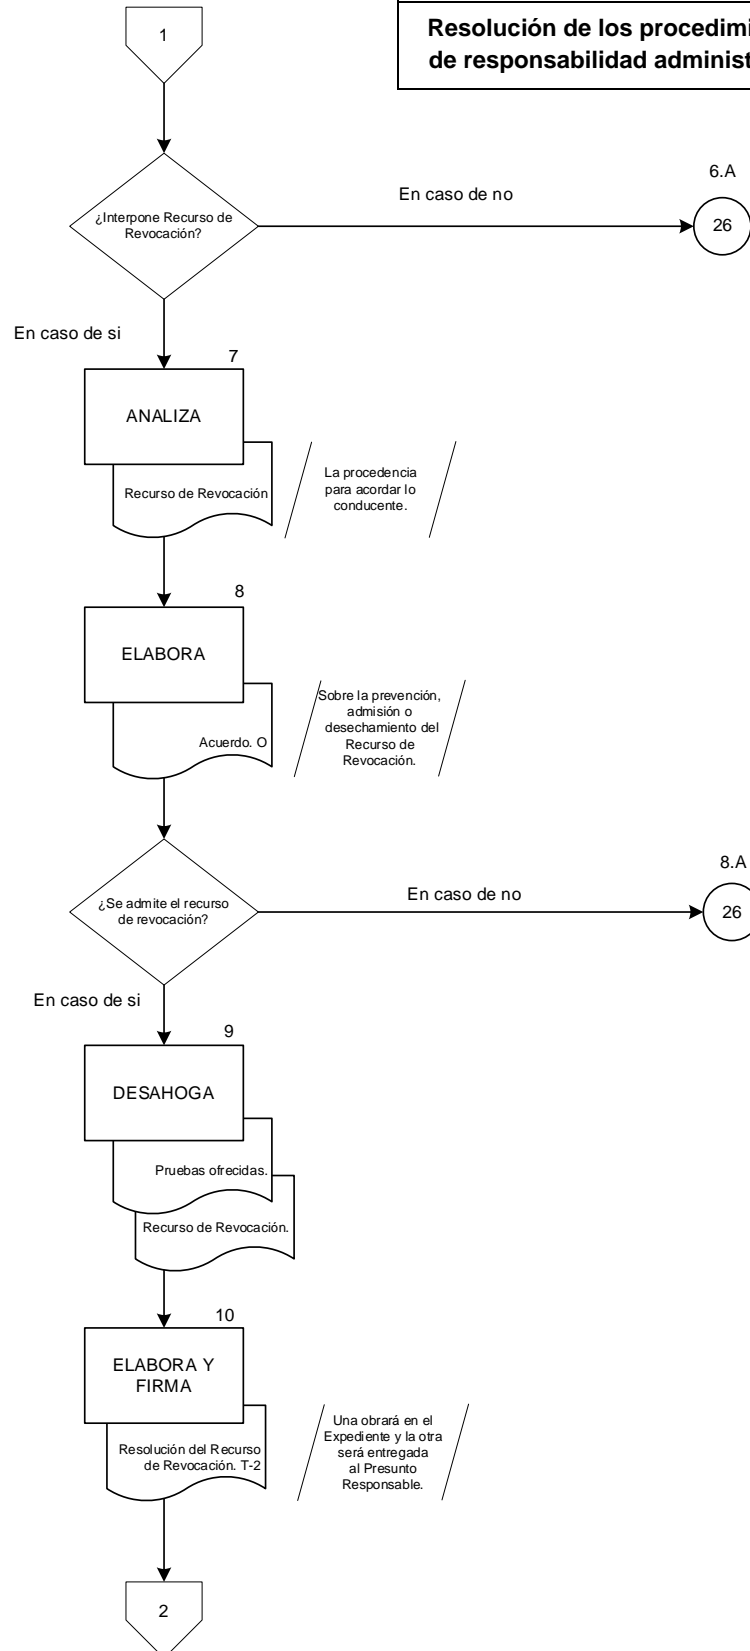 1
Resolución de los
de responsabilidad
6.A
¿Interpone Recurso de
Revocación?
En caso de no
26
En caso de si
7
ANALIZA
Recurso de Revocación
La procedencia
para acordar lo
conducente.
8
ELABORA
Acuerdo. O
Sobre la prevención,
admisión o
desechamiento del
Recurso de
Revocación.
8.A
¿Se admite el recurso
de revocación?
En caso de no
26
En caso de si
9
DESAHOGA
Pruebas ofrecidas.
Recurso de Revocación.
10
ELABORA Y
FIRMA
Resolución del Recurso
de Revocación. T-2
Una obrará en el
Expediente y la otra
será entregada
al Presunto
Responsable.
2